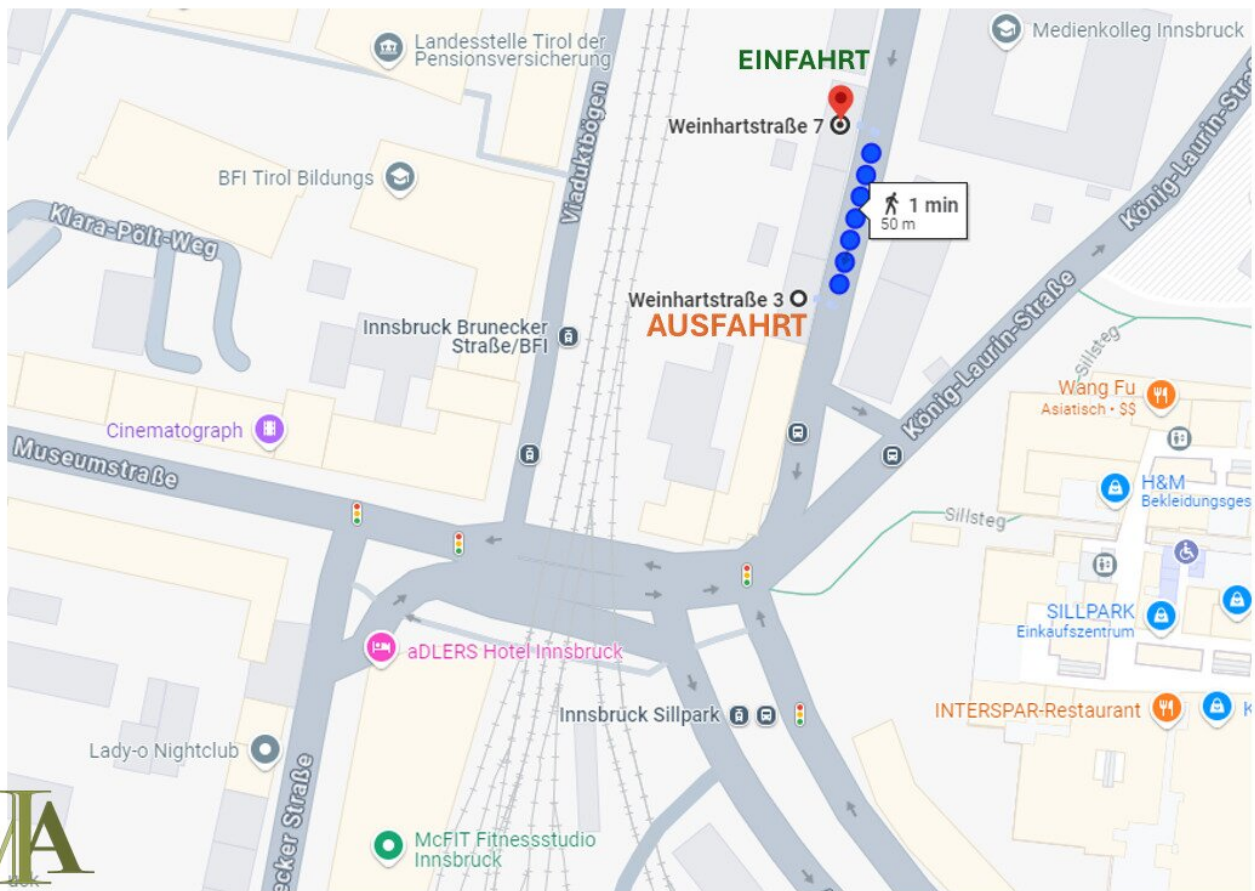 Landesstelle Tirol der
Pensionsversicherung
Medienkolleg Innsbruck
EINFAHRT
Weinhartstraße 7
BFI Tirol Bildungs
Viaduktbögen
König-Laurin-Straße
1 min
50 m
Klara-Pölt-Weg
Weinhartstraße 3
AUSFAHRT
Innsbruck Brunecker
Straße/BFI
König-Laurin-Straße
Sillsteg
Wang Fu
Asiatisch • $$
Cinematograph
Museumstraße
H&M
Bekleidungsges
Sillsteg
SILLPARK
Einkaufszentrum
aDLERS Hotel Innsbruck
Innsbruck Sillpark
INTERSPAR-Restaurant
K
Lady-o Nightclub
ecker Straße
McFIT Fitnessstudio
Innsbruck